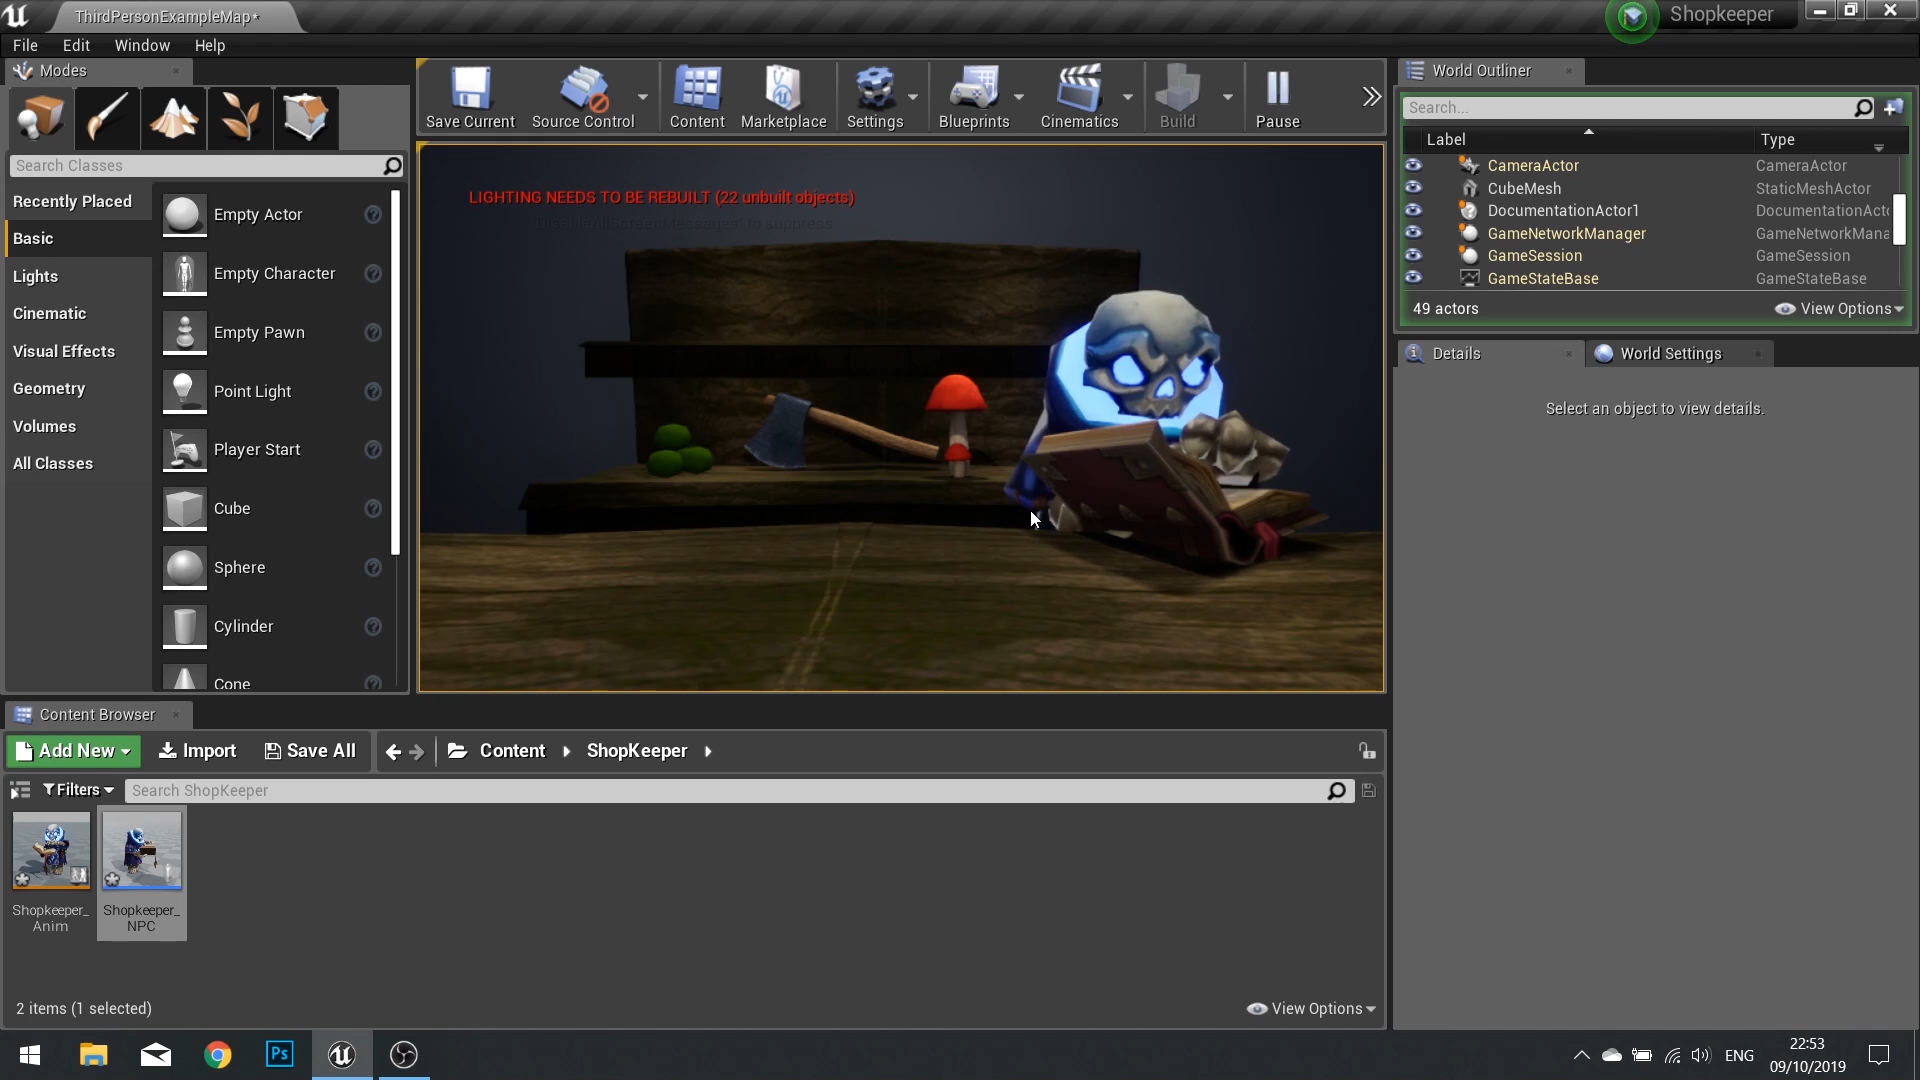 ThirdPersonExampleMap*
Shopkeeper
File Edit Window Help
Modes
Search Classes
Recently Placed
Basic
Lights
Cinematic
Visual Effects
Geometry
Volumes
All Classes
Empty Actor
Empty Character
Empty Pawn
Point Light
Player Start
Cube
Sphere
Cylinder
Cone
Save Current
Source Control
Content
Marketplace
Settings
Blueprints
Cinematics
Build
Pause
LIGHTING NEEDS TO BE REBUILT (22 unbuilt objects)
'DisableAllScreenMessages' to suppress
World Outliner
Search...
Label Type
CameraActor CameraActor
CubeMesh StaticMeshActor
DocumentationActor1 DocumentationActo
GameNetworkManager GameNetworkMana
GameSession GameSession
GameStateBase GameStateBase
49 actors
View Options
Details
World Settings
Select an object to view details.
Content Browser
Add New
Import
Save All
Content
ShopKeeper
Filters
Search ShopKeeper
Shopkeeper_
Anim
Shopkeeper_
NPC
2 items (1 selected)
View Options
Ps
ENG
22:53
09/10/2019